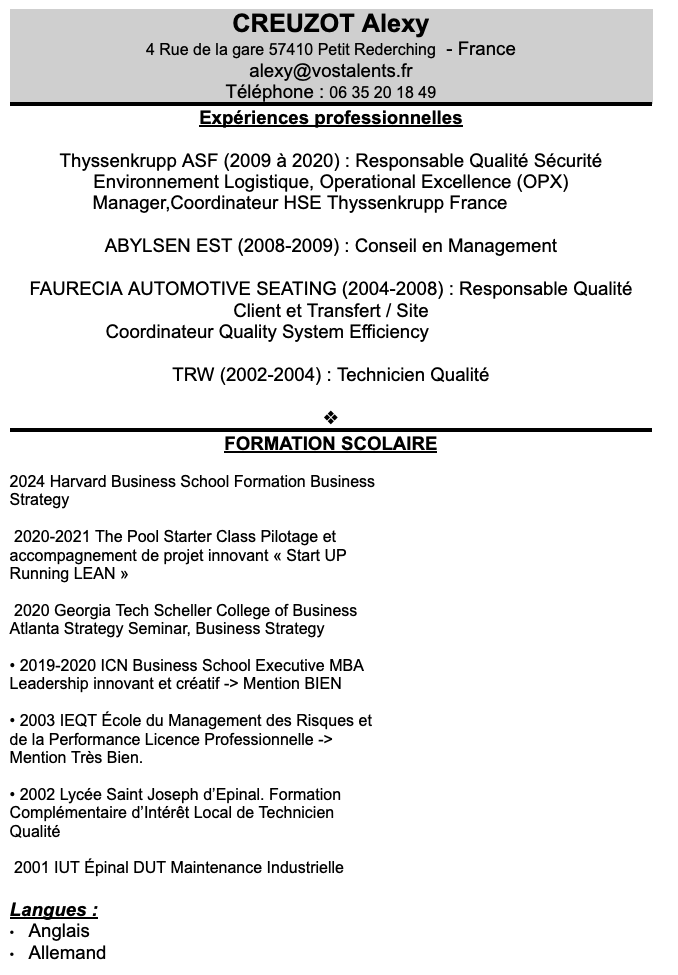 CREUZOT Alexy
4 Rue de la gare 57410 Petit Rederching - France
alexy@vostalents.fr
Téléphone : 06 35 20 18 49
Expériences professionnelles
Thyssenkrupp ASF (2009 à 2020) : Responsable Qualité Sécurité
Environnement Logistique, Operational Excellence (OPX)
Manager,Coordinateur HSE Thyssenkrupp France
ABYLSEN EST (2008-2009) : Conseil en Management
FAURECIA AUTOMOTIVE SEATING (2004-2008) : Responsable Qualité
Client et Transfert / Site
Coordinateur Quality System Efficiency
TRW (2002-2004) : Technicien Qualité
❖
FORMATION SCOLAIRE
2024 Harvard Business School Formation Business
Strategy
2020-2021 The Pool Starter Class Pilotage et
accompagnement de projet innovant « Start UP
Running LEAN »
2020 Georgia Tech Scheller College of Business
Atlanta Strategy Seminar, Business Strategy
• 2019-2020 ICN Business School Executive MBA
Leadership innovant et créatif -> Mention BIEN
• 2003 IEQT École du Management des Risques et
de la Performance Licence Professionnelle ->
Mention Très Bien.
• 2002 Lycée Saint Joseph d'Epinal. Formation
Complémentaire d'Intérêt Local de Technicien
Qualité
2001 IUT Épinal DUT Maintenance Industrielle
Langues :
• Anglais
• Allemand